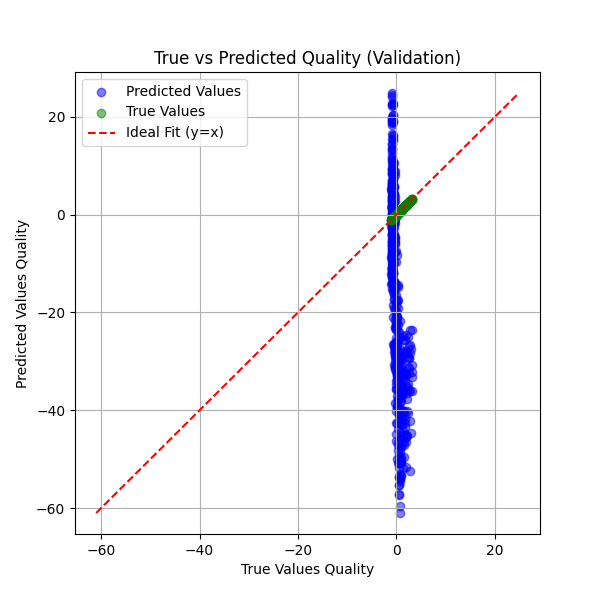 True vs Predicted Quality (Validation)
Predicted Values
True Values
Ideal Fit (y=x)
Predicted Values Quality
20
0
−20
−40
−60
−60
−40
−20
0
20
True Values Quality